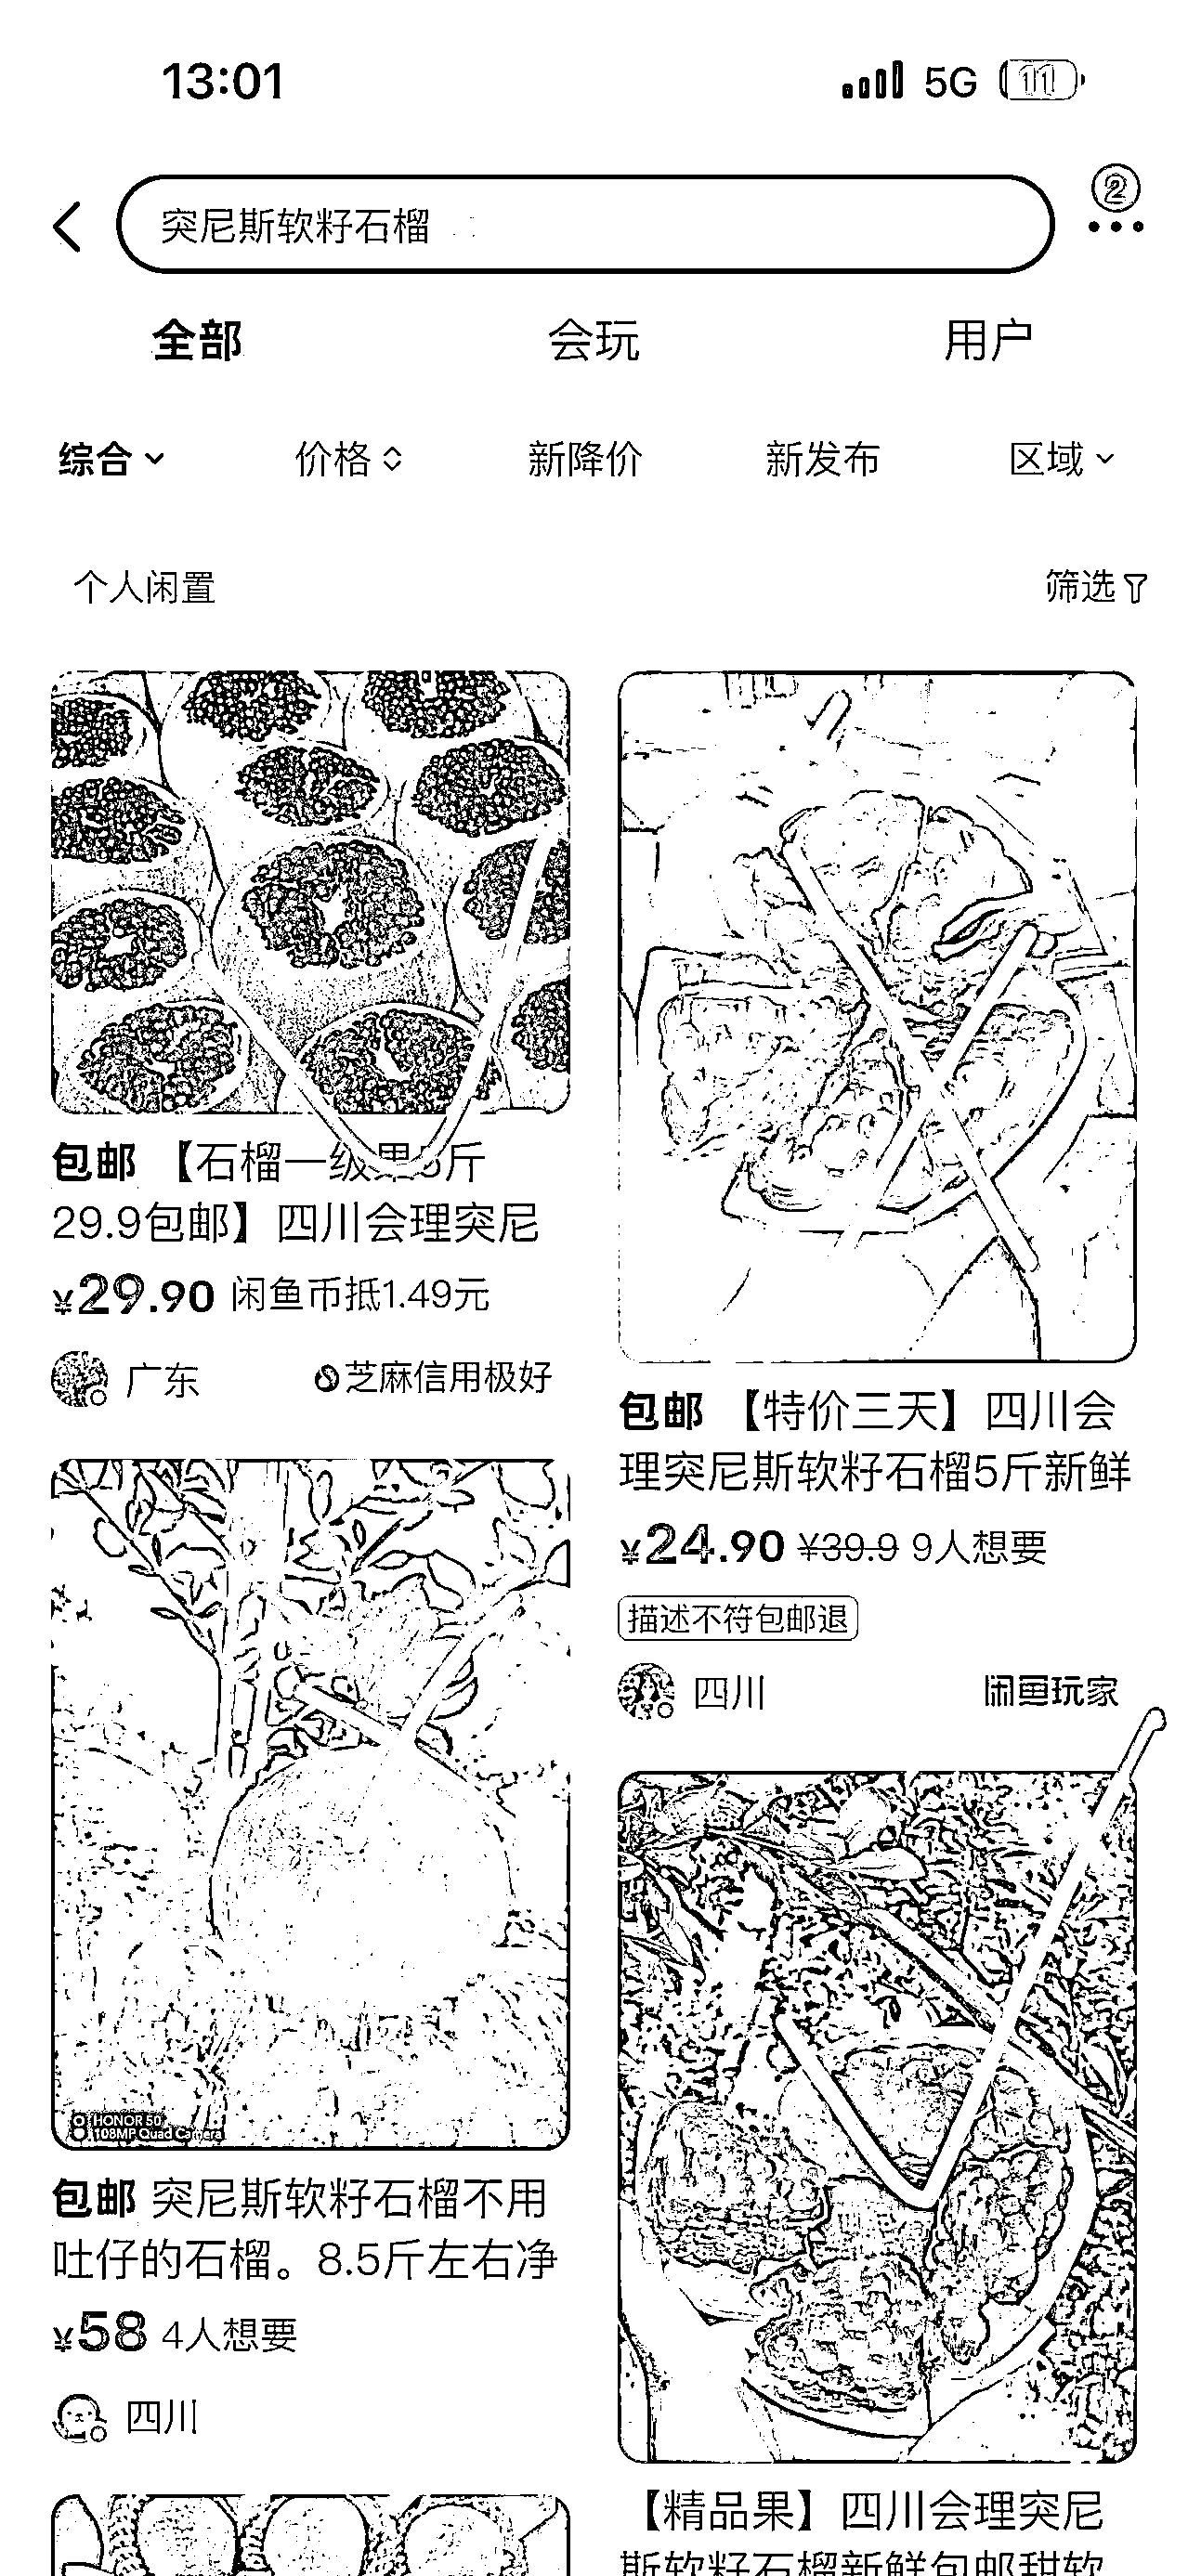 13:01
5G 11
突尼斯软籽石榴
2
全部 会玩 用户
综合 价格 新降价 新发布 区域
个人闲置 筛选
包邮 【石榴一级果5斤
29.9包邮】四川会理突尼
¥29.90 闲鱼币抵1.49元
广东 芝麻信用极好
HONOR 50
108MP Quad Camera
包邮 突尼斯软籽石榴不用
吐仔的石榴。8.5斤左右净
¥58 4人想要
四川
包邮 【特价三天】四川会
理突尼斯软籽石榴5斤新鲜
¥24.90 ¥39.9 9人想要
描述不符包邮退
四川 闲鱼玩家
【精品果】四川会理突尼
斯软籽石榴新鲜包邮甜软